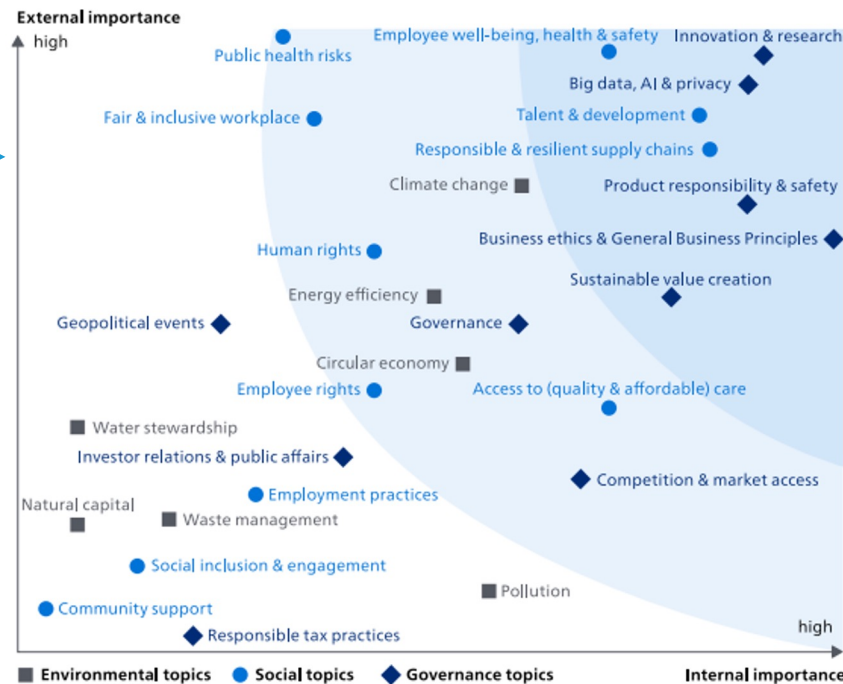 External importance
high
Public health risks
Employee well-being, health & safety
Innovation & research
Big data, AI & privacy
Fair & inclusive workplace
Talent & development
Responsible & resilient supply chains
Climate change
Product responsibility & safety
Business ethics & General Business Principles
Human rights
Sustainable value creation
Energy efficiency
Geopolitical events
Governance
Circular economy
Employee rights
Access to (quality & affordable) care
Water stewardship
Investor relations & public affairs
Competition & market access
Employment practices
Natural capital
Waste management
Social inclusion & engagement
Pollution
Community support
high
Responsible tax practices
Environmental topics
Social topics
Governance topics
Internal importance